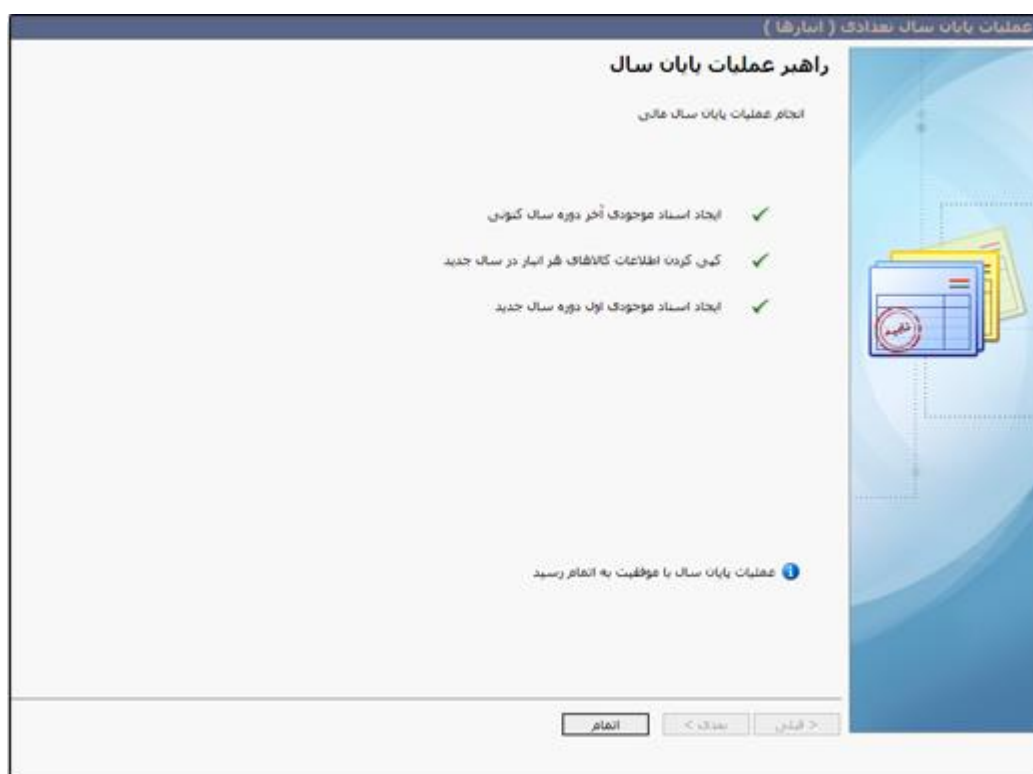 عملیات پایان سال تعدادی ( انبارها )
راهبر عملیات پایان سال
انجام عملیات پایان سال مالی
ایجاد اسناد موجودی آخر دوره سال کنونی
کپی کردن اطلاعات کالاهای هر انبار در سال جدید
ایجاد اسناد موجودی اول دوره سال جدید
تایید
عملیات پایان سال با موفقیت به اتمام رسید
< قبلی
بعدی >
اتمام